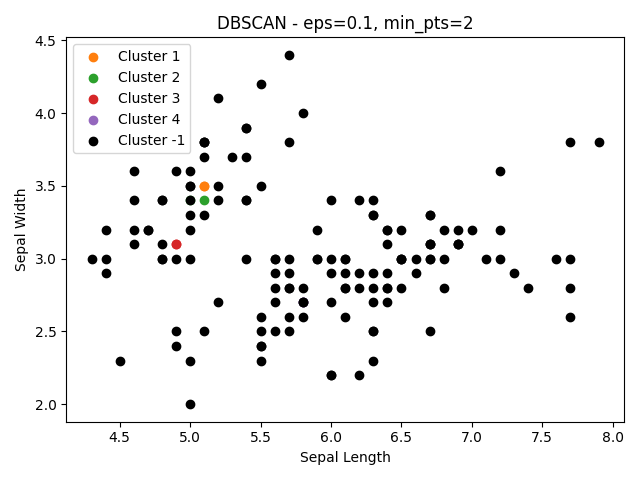 DBSCAN - eps=0.1, min_pts=2
Cluster 1
Cluster 2
Cluster 3
Cluster 4
Cluster -1
4.5
4.0
3.5
3.0
2.5
2.0
Sepal Width
4.5 5.0 5.5 6.0 6.5 7.0 7.5 8.0
Sepal Length